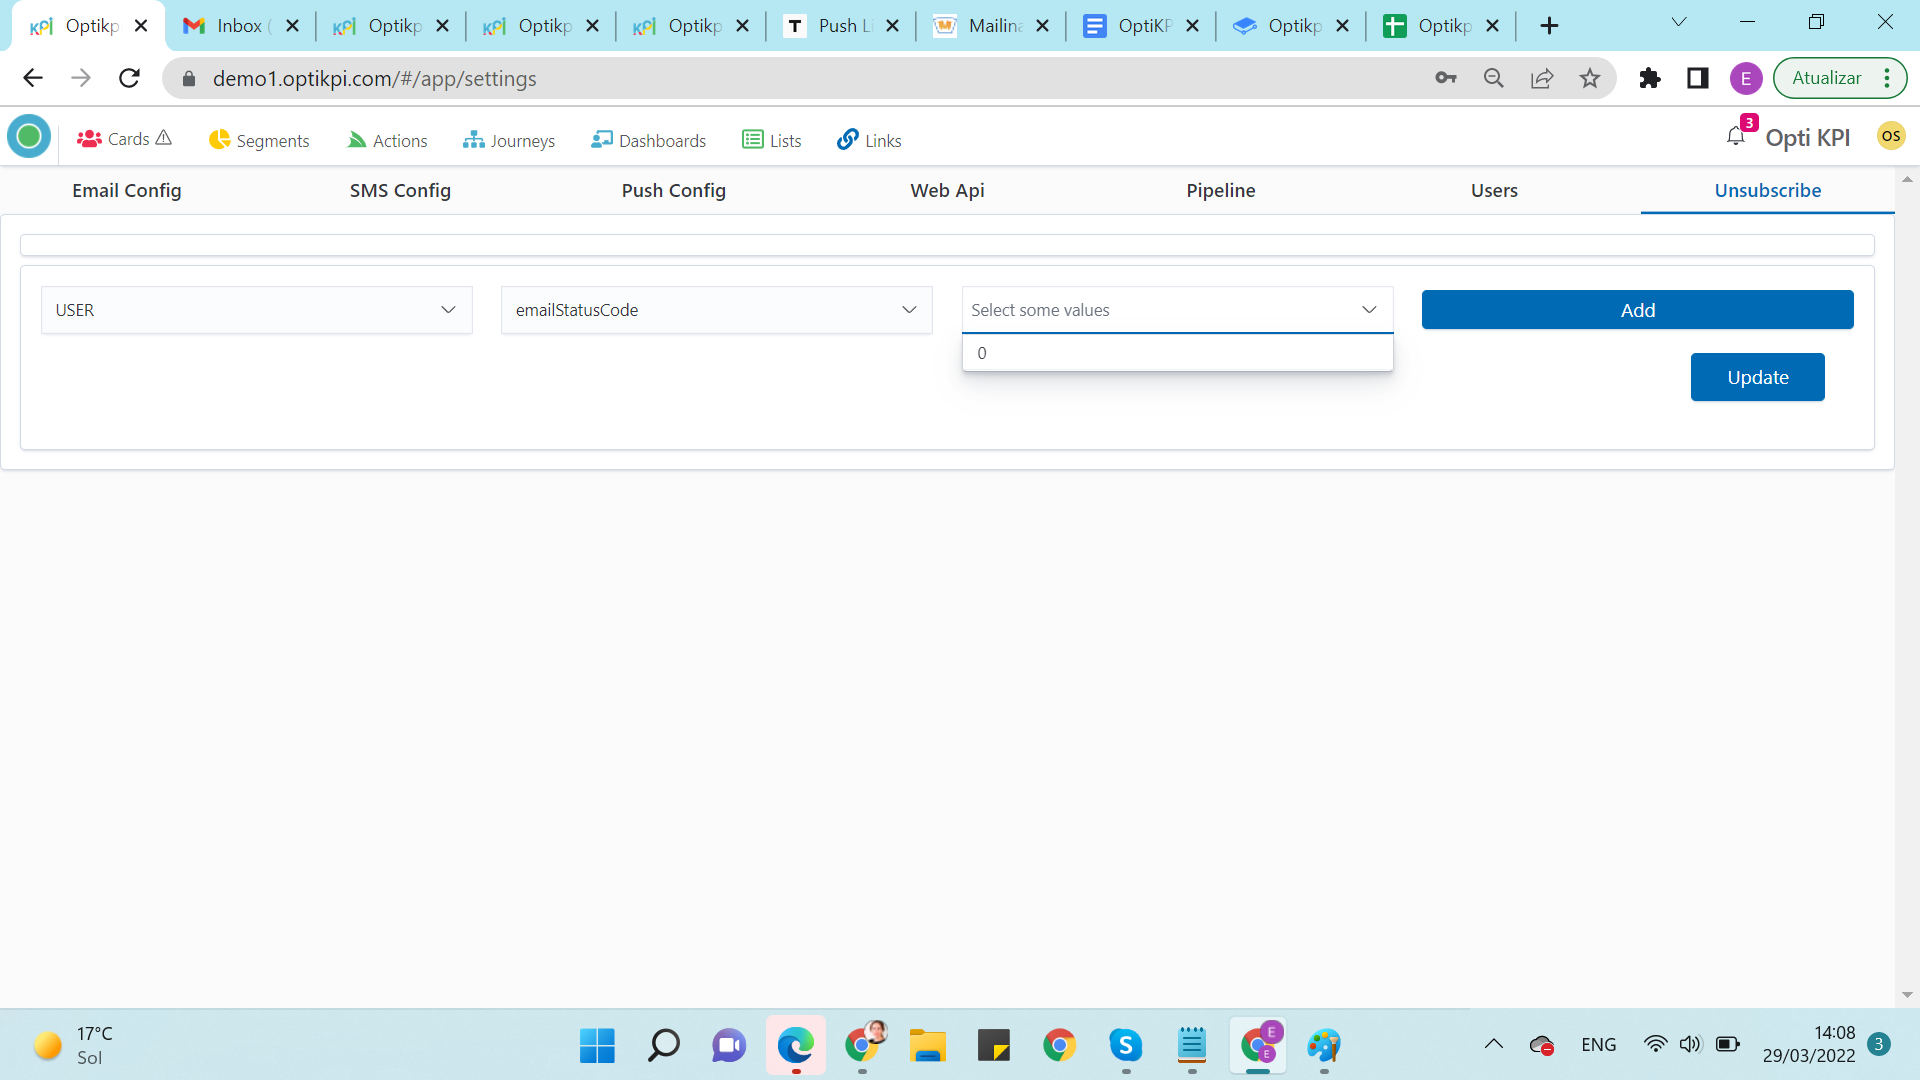 Optikp
Inbox (
Optikp
Optikp
Optikp
Push Li
Mailina
OptiKP
Optikp
Optikp
demo1.optikpi.com/#/app/settings
E
Atualizar
Cards
Segments
Actions
Journeys
Dashboards
Lists
Links
3
Opti KPI
OS
Email Config
SMS Config
Push Config
Web Api
Pipeline
Users
Unsubscribe
USER
emailStatusCode
Select some values
Add
0
Update
17°C
Sol
ENG
14:08
29/03/2022
3